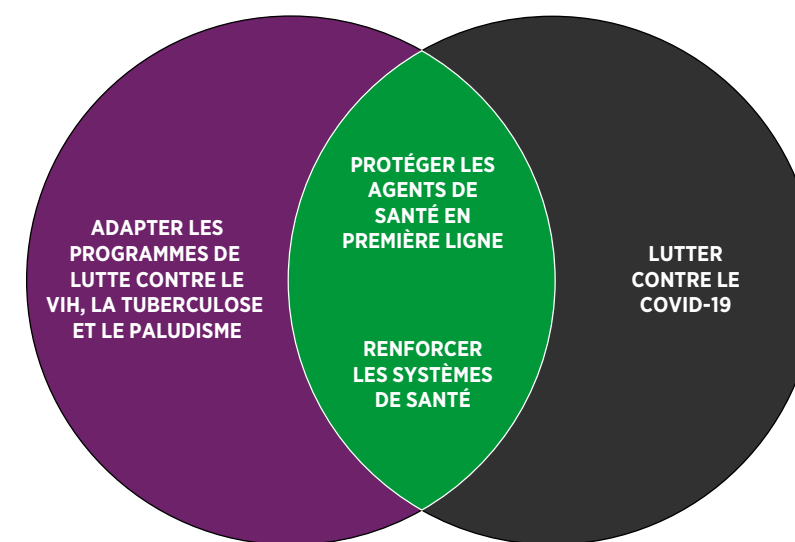 ADAPTER LES
PROGRAMMES DE
LUTTE CONTRE LE
VIH, LA TUBERCULOSE
ET LE PALUDISME
PROTÉGER LES
AGENTS DE
SANTÉ EN
PREMIÈRE LIGNE
RENFORCER
LES SYSTÈMES
DE SANTÉ
LUTTER
CONTRE LE
COVID-19